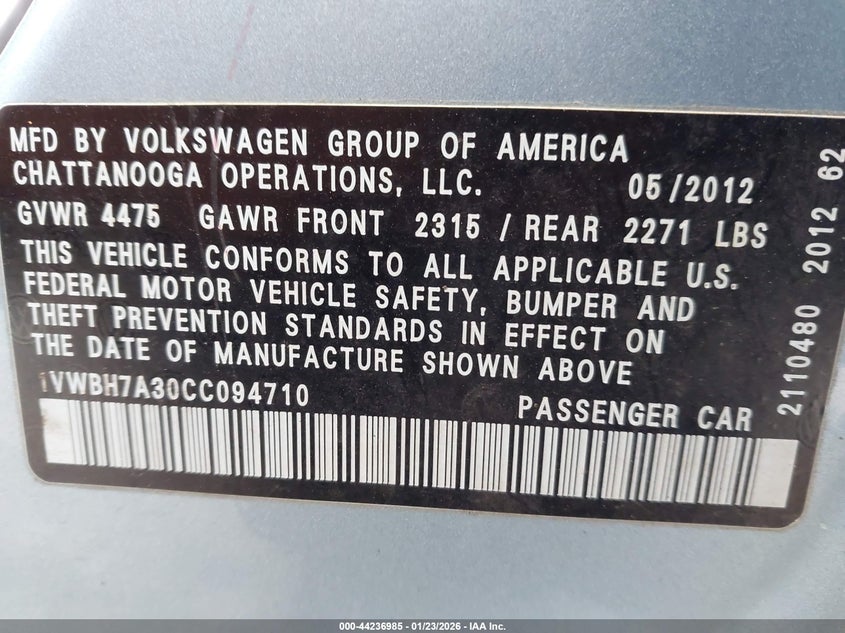 MFD BY VOLKSWAGEN GROUP OF AMERICA
CHATTANOOGA OPERATIONS, LLC. 05/2012
GVWR 4475 GAWR FRONT 2315 / REAR 2271 LBS
THIS VEHICLE CONFORMS TO ALL APPLICABLE U.S.
FEDERAL MOTOR VEHICLE SAFETY, BUMPER AND
THEFT PREVENTION STANDARDS IN EFFECT ON
THE DATE OF MANUFACTURE SHOWN ABOVE
1VWBH7A30CC094710 PASSENGER CAR
2110480 2012 62
000-44236985 - 01/23/2026 - IAA Inc.